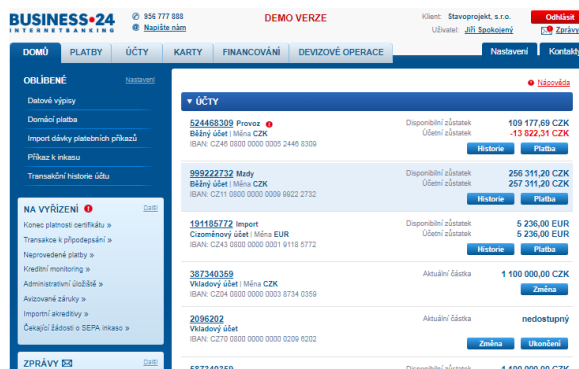 BUSINESS 24
INTERNETBANKING
956 777 888
Napište nám
DEMO VERZE
Klient: Stavoprojekt, s.r.o.
Uživatel: Jiří Spokojený
Odhlásit
Zprávy
DOMŮ PLATBY ÚČTY KARTY FINANCOVÁNÍ DEVIZOVÉ OPERACE Nastavení Kontakty
OBLÍBENÉ Nastavení
Datové výpisy
Domácí platba
Import dávky platebních příkazů
Příkaz k inkasu
Transakční historie účtu
NA VYŘÍZENÍ Další
Konec platnosti certifikátu »
Transakce k připodepsání »
Neprovedené platby »
Kreditní monitoring »
Administrativní úložiště »
Avizované záruky »
Importní akreditivy »
Čekající žádosti o SEPA inkaso »
ZPRÁVY Další
Nápověda
▼ ÚČTY
524468309 Provoz Disponibilní zůstatek 109 177,69 CZK
Běžný účet | Měna CZK Účetní zůstatek -13 822,31 CZK
IBAN: CZ46 0800 0000 0005 2446 8309 Historie Platba
999222732 Mzdy Disponibilní zůstatek 256 311,20 CZK
Běžný účet | Měna CZK Účetní zůstatek 257 311,20 CZK
IBAN: CZ11 0800 0000 0009 9922 2732 Historie Platba
191185772 Import Disponibilní zůstatek 5 236,00 EUR
Cizoměnový účet | Měna EUR Účetní zůstatek 5 236,00 EUR
IBAN: CZ43 0800 0000 0001 9118 5772 Historie Platba
387340359 Aktuální částka 1 100 000,00 CZK
Vkladový účet | Měna CZK
IBAN: CZ04 0800 0000 0003 8734 0359 Změna
2096202 Aktuální částka nedostupný
Vkladový účet
IBAN: CZ70 0800 0000 0000 0209 6202 Změna Ukončení
587340359 Disponibilní zůstatek 1 100 000,00 CZK